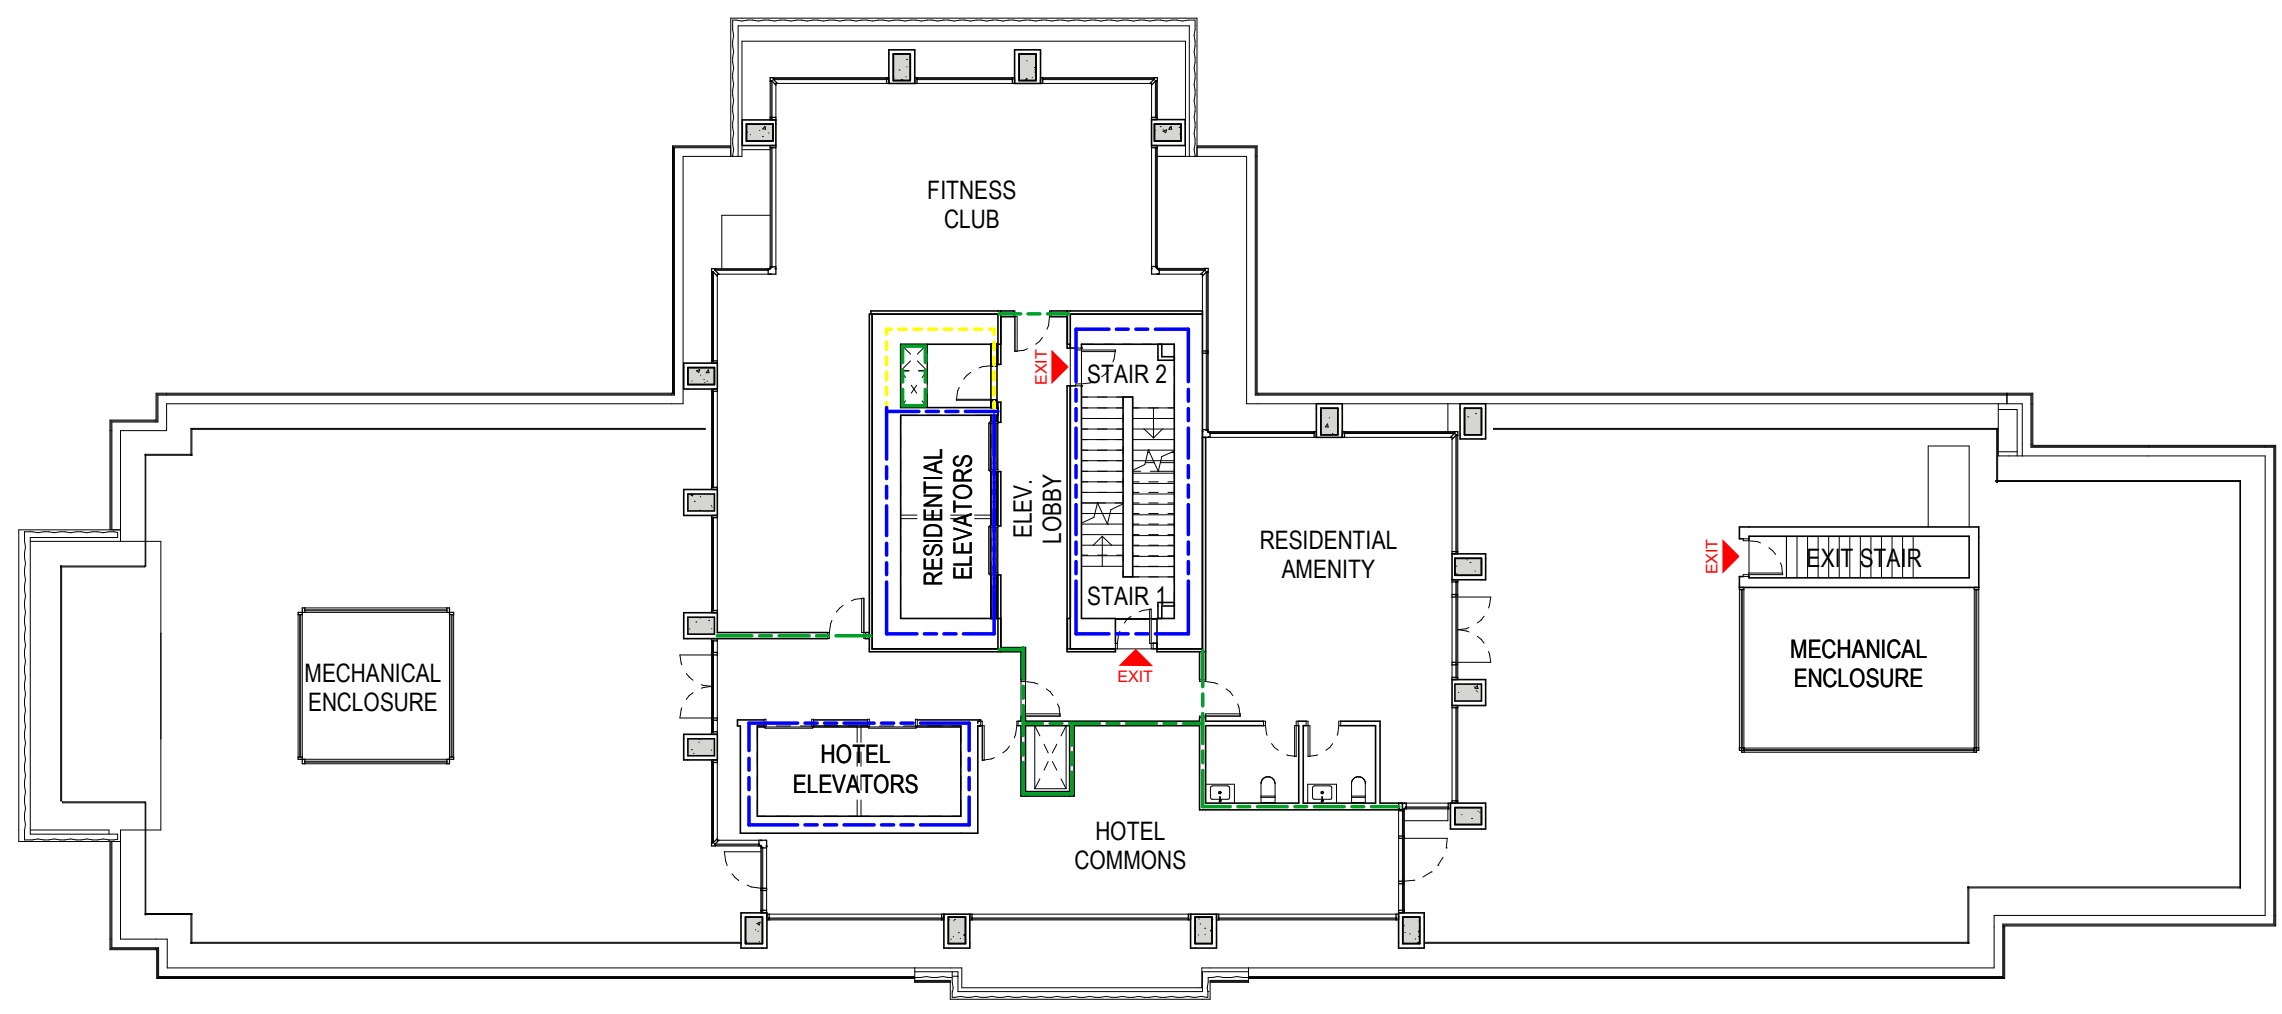 FITNESS
CLUB
EXIT
STAIR 2
RESIDENTIAL
ELEVATORS
ELEV.
LOBBY
RESIDENTIAL
AMENITY
EXIT
EXIT STAIR
STAIR 1
MECHANICAL
ENCLOSURE
EXIT
MECHANICAL
ENCLOSURE
HOTEL
ELEVATORS
HOTEL
COMMONS